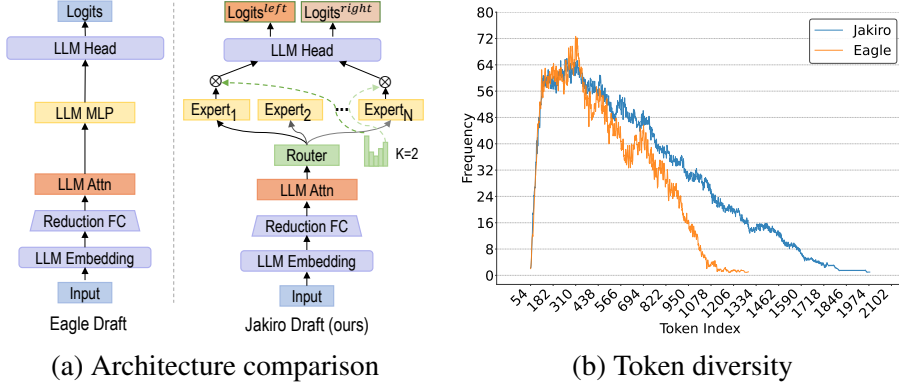 Logits
LLM Head
LLM MLP
LLM Attn
Reduction FC
LLM Embedding
Input
Eagle Draft
Logits^left Logits^right
LLM Head
Expert1 Expert2 ... ExpertN
Router K=2
LLM Attn
Reduction FC
LLM Embedding
Input
Jakiro Draft (ours)
(a) Architecture comparison
Jakiro
Eagle
Frequency
80
72
64
56
48
40
32
24
16
8
0
54 182 310 438 566 694 822 950 1078 1206 1334 1462 1590 1718 1846 1974 2102
Token Index
(b) Token diversity